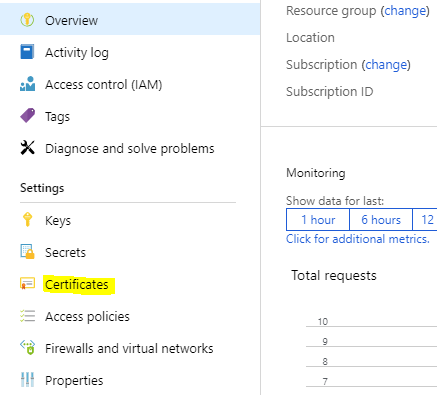 Overview
Activity log
Access control (IAM)
Tags
Diagnose and solve problems
Settings
Keys
Secrets
Certificates
Access policies
Firewalls and virtual networks
Properties
Resource group (change)
Location
Subscription (change)
Subscription ID
Monitoring
Show data for last:
1 hour 6 hours 12
Click for additional metrics.
Total requests
10
9
8
7